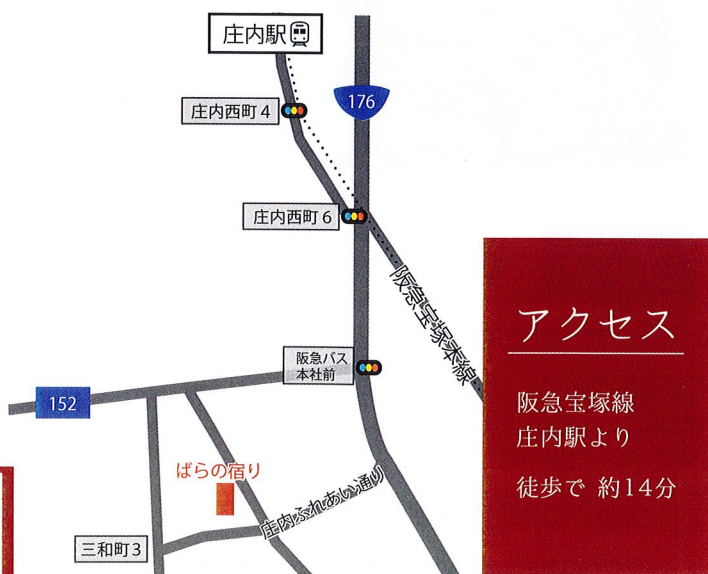 庄内駅
庄内西町4
176
庄内西町6
阪急宝塚本線
阪急バス
本社前
152
ばらの宿り
庄内ふれあい通り
三和町3
アクセス
阪急宝塚線
庄内駅より
徒歩で 約14分